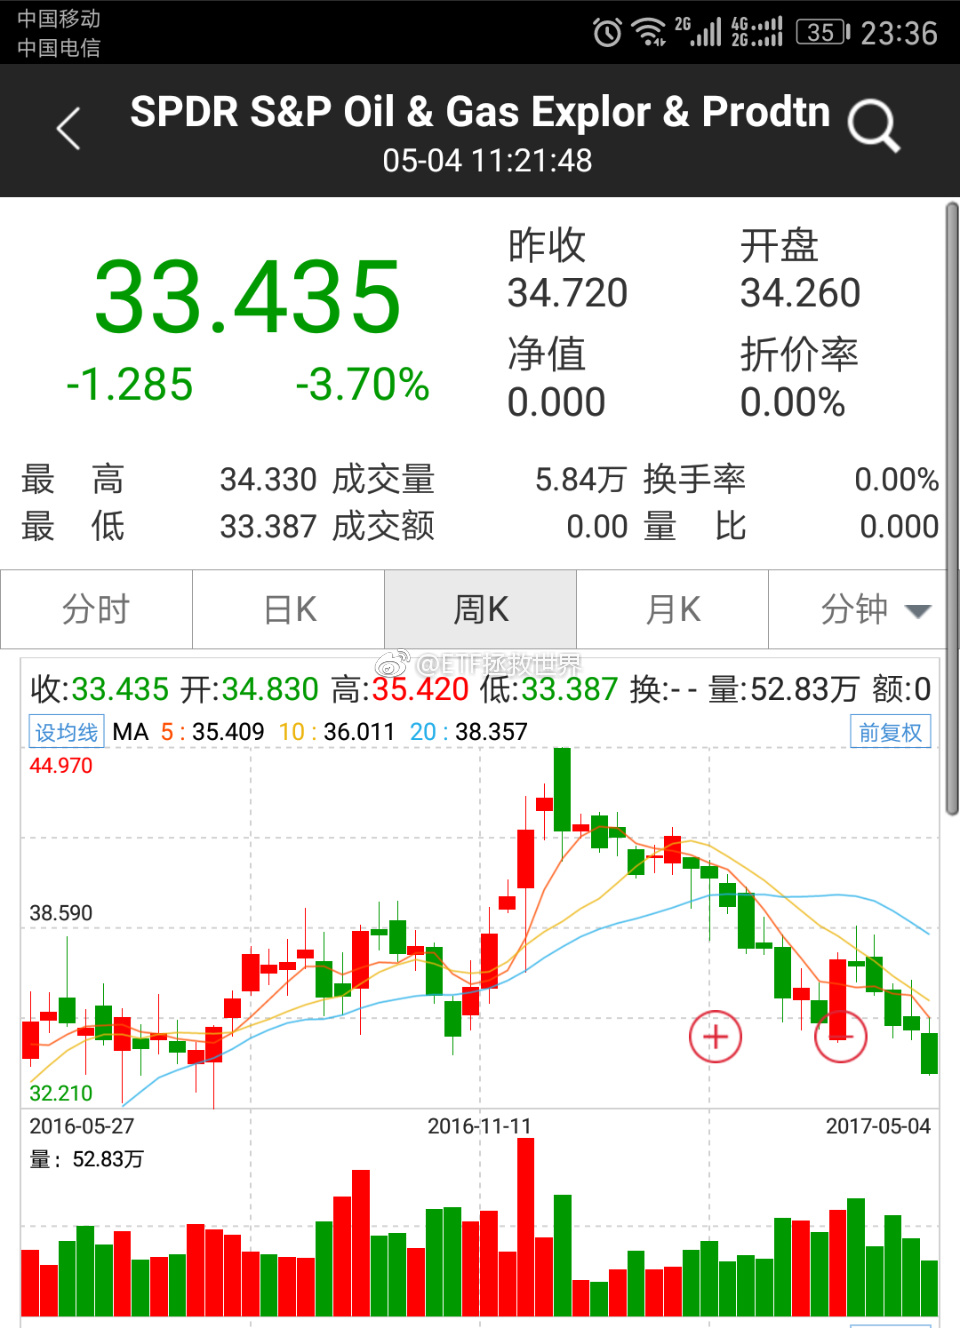 中国移动
中国电信
2G 4G 2G 35 23:36
SPDR S&P Oil & Gas Explor & Prodtn
05-04 11:21:48
33.435
-1.285 -3.70%
昨收 开盘
34.720 34.260
净值 折价率
0.000 0.00%
最高 34.330 成交量 5.84万 换手率 0.00%
最低 33.387 成交额 0.00 量比 0.000
分时 日K 周K 月K 分钟
@ETF拯救世界
收:33.435 开:34.830 高:35.420 低:33.387 换:-- 量:52.83万 额:0
设均线 MA 5:35.409 10:36.011 20:38.357 前复权
44.970
38.590
32.210
2016-05-27 2016-11-11 2017-05-04
量: 52.83万